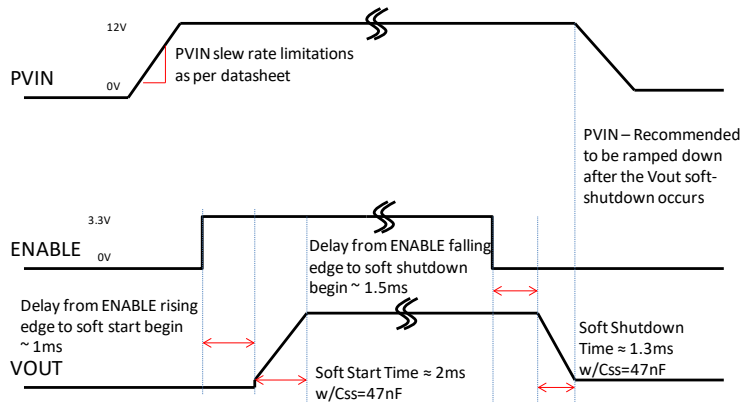 12V
PVIN slew rate limitations
as per datasheet
PVIN
0V
PVIN – Recommended
to be ramped down
after the Vout soft-
shutdown occurs
3.3V
ENABLE
0V
Delay from ENABLE falling
edge to soft shutdown
begin ~ 1.5ms
Delay from ENABLE rising
edge to soft start begin
~ 1ms
VOUT
Soft Start Time ≈ 2ms
w/Css=47nF
Soft Shutdown
Time ≈ 1.3ms
w/Css=47nF